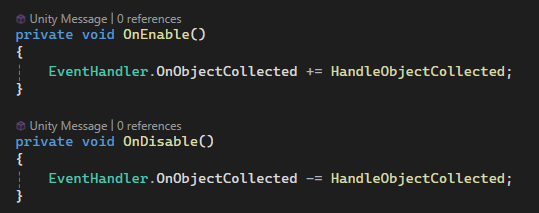 Unity Message | 0 references
private void OnEnable()
{
    EventHandler.OnObjectCollected += HandleObjectCollected;
}
Unity Message | 0 references
private void OnDisable()
{
    EventHandler.OnObjectCollected -= HandleObjectCollected;
}